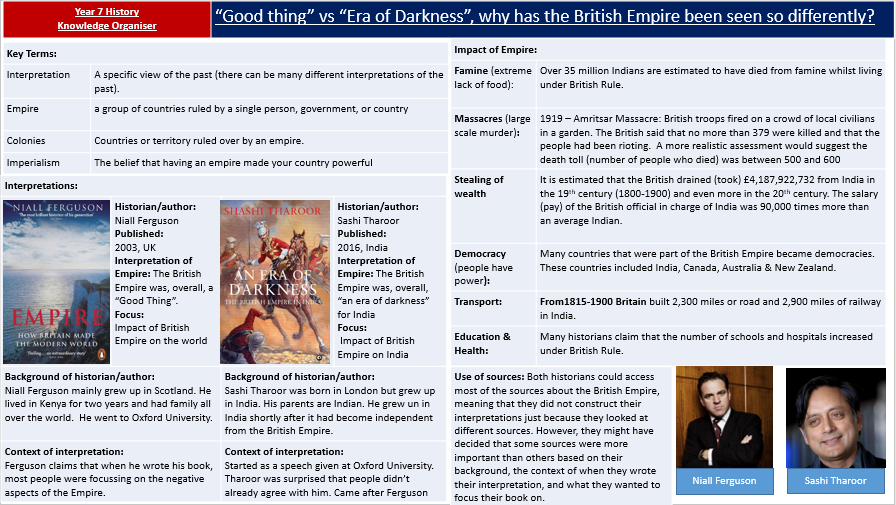 Year 7 History
Knowledge Organiser
“Good thing” vs “Era of Darkness”, why has the British Empire been seen so differently?
Key Terms:
Interpretation
A specific view of the past (there can be many different interpretations of the
past).
Empire
a group of countries ruled by a single person, government, or country
Colonies
Countries or territory ruled over by an empire.
Imperialism
The belief that having an empire made your country powerful
Interpretations:
NIALL FERGUSON
EMPIRE
HOW BRITAIN MADE
THE MODERN WORLD
Historian/author:
Niall Ferguson
Published:
2003, UK
Interpretation of
Empire: The British
Empire was, overall, a
“Good Thing”.
Focus:
Impact of British
Empire on the world
SHASHI THAROOR
AN ERA OF
DARKNESS
THE BRITISH EMPIRE IN INDIA
Historian/author:
Sashi Tharoor
Published:
2016, India
Interpretation of
Empire: The British
Empire was, overall,
“an era of darkness”
for India
Focus:
Impact of British
Empire on India
Background of historian/author:
Niall Ferguson mainly grew up in Scotland. He
lived in Kenya for two years and had family all
over the world. He went to Oxford University.
Background of historian/author:
Sashi Tharoor was born in London but grew up
in India. His parents are Indian. He grew un in
India shortly after it had become independent
from the British Empire.
Context of interpretation:
Ferguson claims that when he wrote his book,
most people were focussing on the negative
aspects of the Empire.
Context of interpretation:
Started as a speech given at Oxford University.
Tharoor was surprised that people didn’t
already agree with him. Came after Ferguson
Impact of Empire:
Famine (extreme
lack of food):
Over 35 million Indians are estimated to have died from famine whilst living
under British Rule.
Massacres (large
scale murder):
1919 – Amritsar Massacre: British troops fired on a crowd of local civilians
in a garden. The British said that no more than 379 were killed and that the
people had been rioting. A more realistic assessment would suggest the
death toll (number of people who died) was between 500 and 600
Stealing of
wealth
It is estimated that the British drained (took) £4,187,922,732 from India in
the 19th century (1800-1900) and even more in the 20th century. The salary
(pay) of the British official in charge of India was 90,000 times more than
an average Indian.
Democracy
(people have
power):
Many countries that were part of the British Empire became democracies.
These countries included India, Canada, Australia & New Zealand.
Transport:
From1815-1900 Britain built 2,300 miles or road and 2,900 miles of railway
in India.
Education &
Health:
Many historians claim that the number of schools and hospitals increased
under British Rule.
Use of sources: Both historians could access
most of the sources about the British Empire,
meaning that they did not construct their
interpretations just because they looked at
different sources. However, they might have
decided that some sources were more
important than others based on their
background, the context of when they wrote
their interpretation, and what they wanted to
focus their book on.
Niall Ferguson
Sashi Tharoor